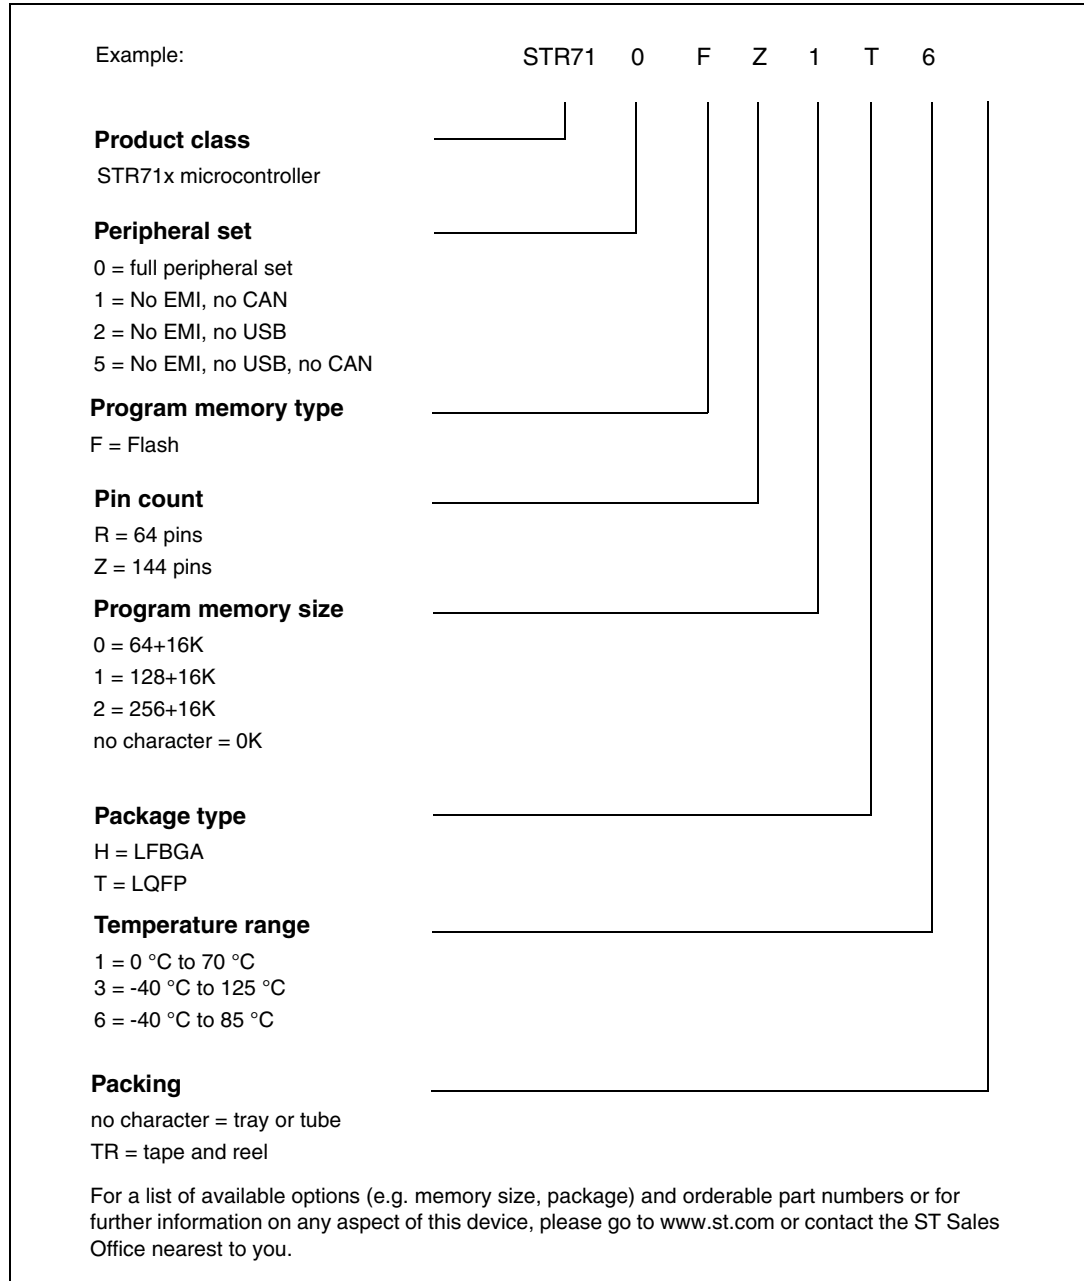 Example: STR71 0 F Z 1 T 6
Product class
STR71x microcontroller
Peripheral set
0 = full peripheral set
1 = No EMI, no CAN
2 = No EMI, no USB
5 = No EMI, no USB, no CAN
Program memory type
F = Flash
Pin count
R = 64 pins
Z = 144 pins
Program memory size
0 = 64+16K
1 = 128+16K
2 = 256+16K
no character = 0K
Package type
H = LFBGA
T = LQFP
Temperature range
1 = 0 °C to 70 °C
3 = -40 °C to 125 °C
6 = -40 °C to 85 °C
Packing
no character = tray or tube
TR = tape and reel
For a list of available options (e.g. memory size, package) and orderable part numbers or for
further information on any aspect of this device, please go to www.st.com or contact the ST Sales
Office nearest to you.